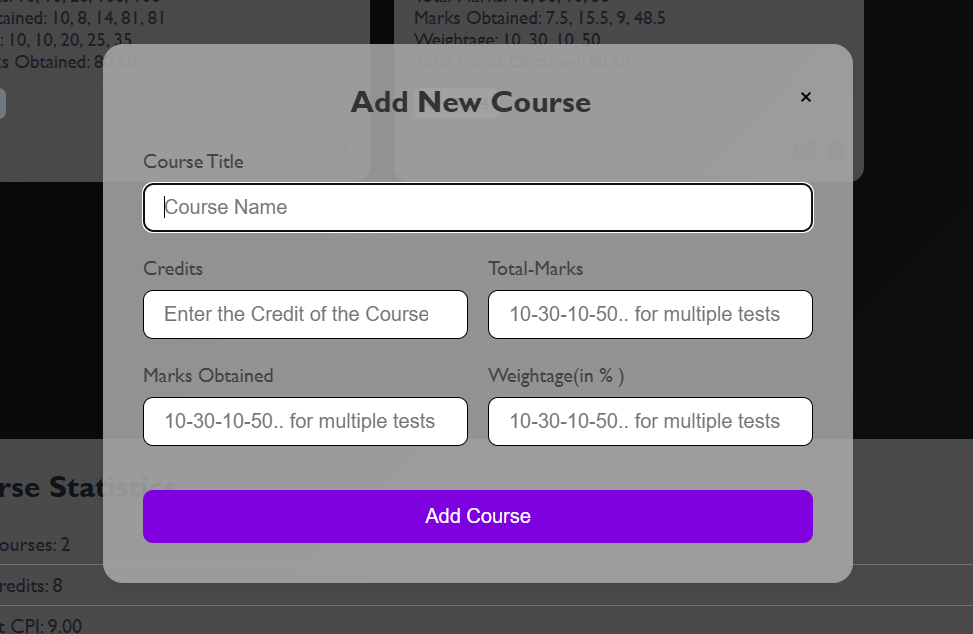 tained: 10, 8, 14, 81, 81
: 10, 10, 20, 25, 35
s Obtained: 80.60
Marks Obtained: 7.5, 15.5, 9, 48.5
Weightage: 10, 30, 10, 50
Total Marks Obtained: 80.50
Add New Course
×
Course Title
Course Name
Credits
Total-Marks
Enter the Credit of the Course
10-30-10-50.. for multiple tests
Marks Obtained
Weightage(in % )
10-30-10-50.. for multiple tests
10-30-10-50.. for multiple tests
Add Course
rse Statistics
ourses: 2
redits: 8
t CPI: 9.00